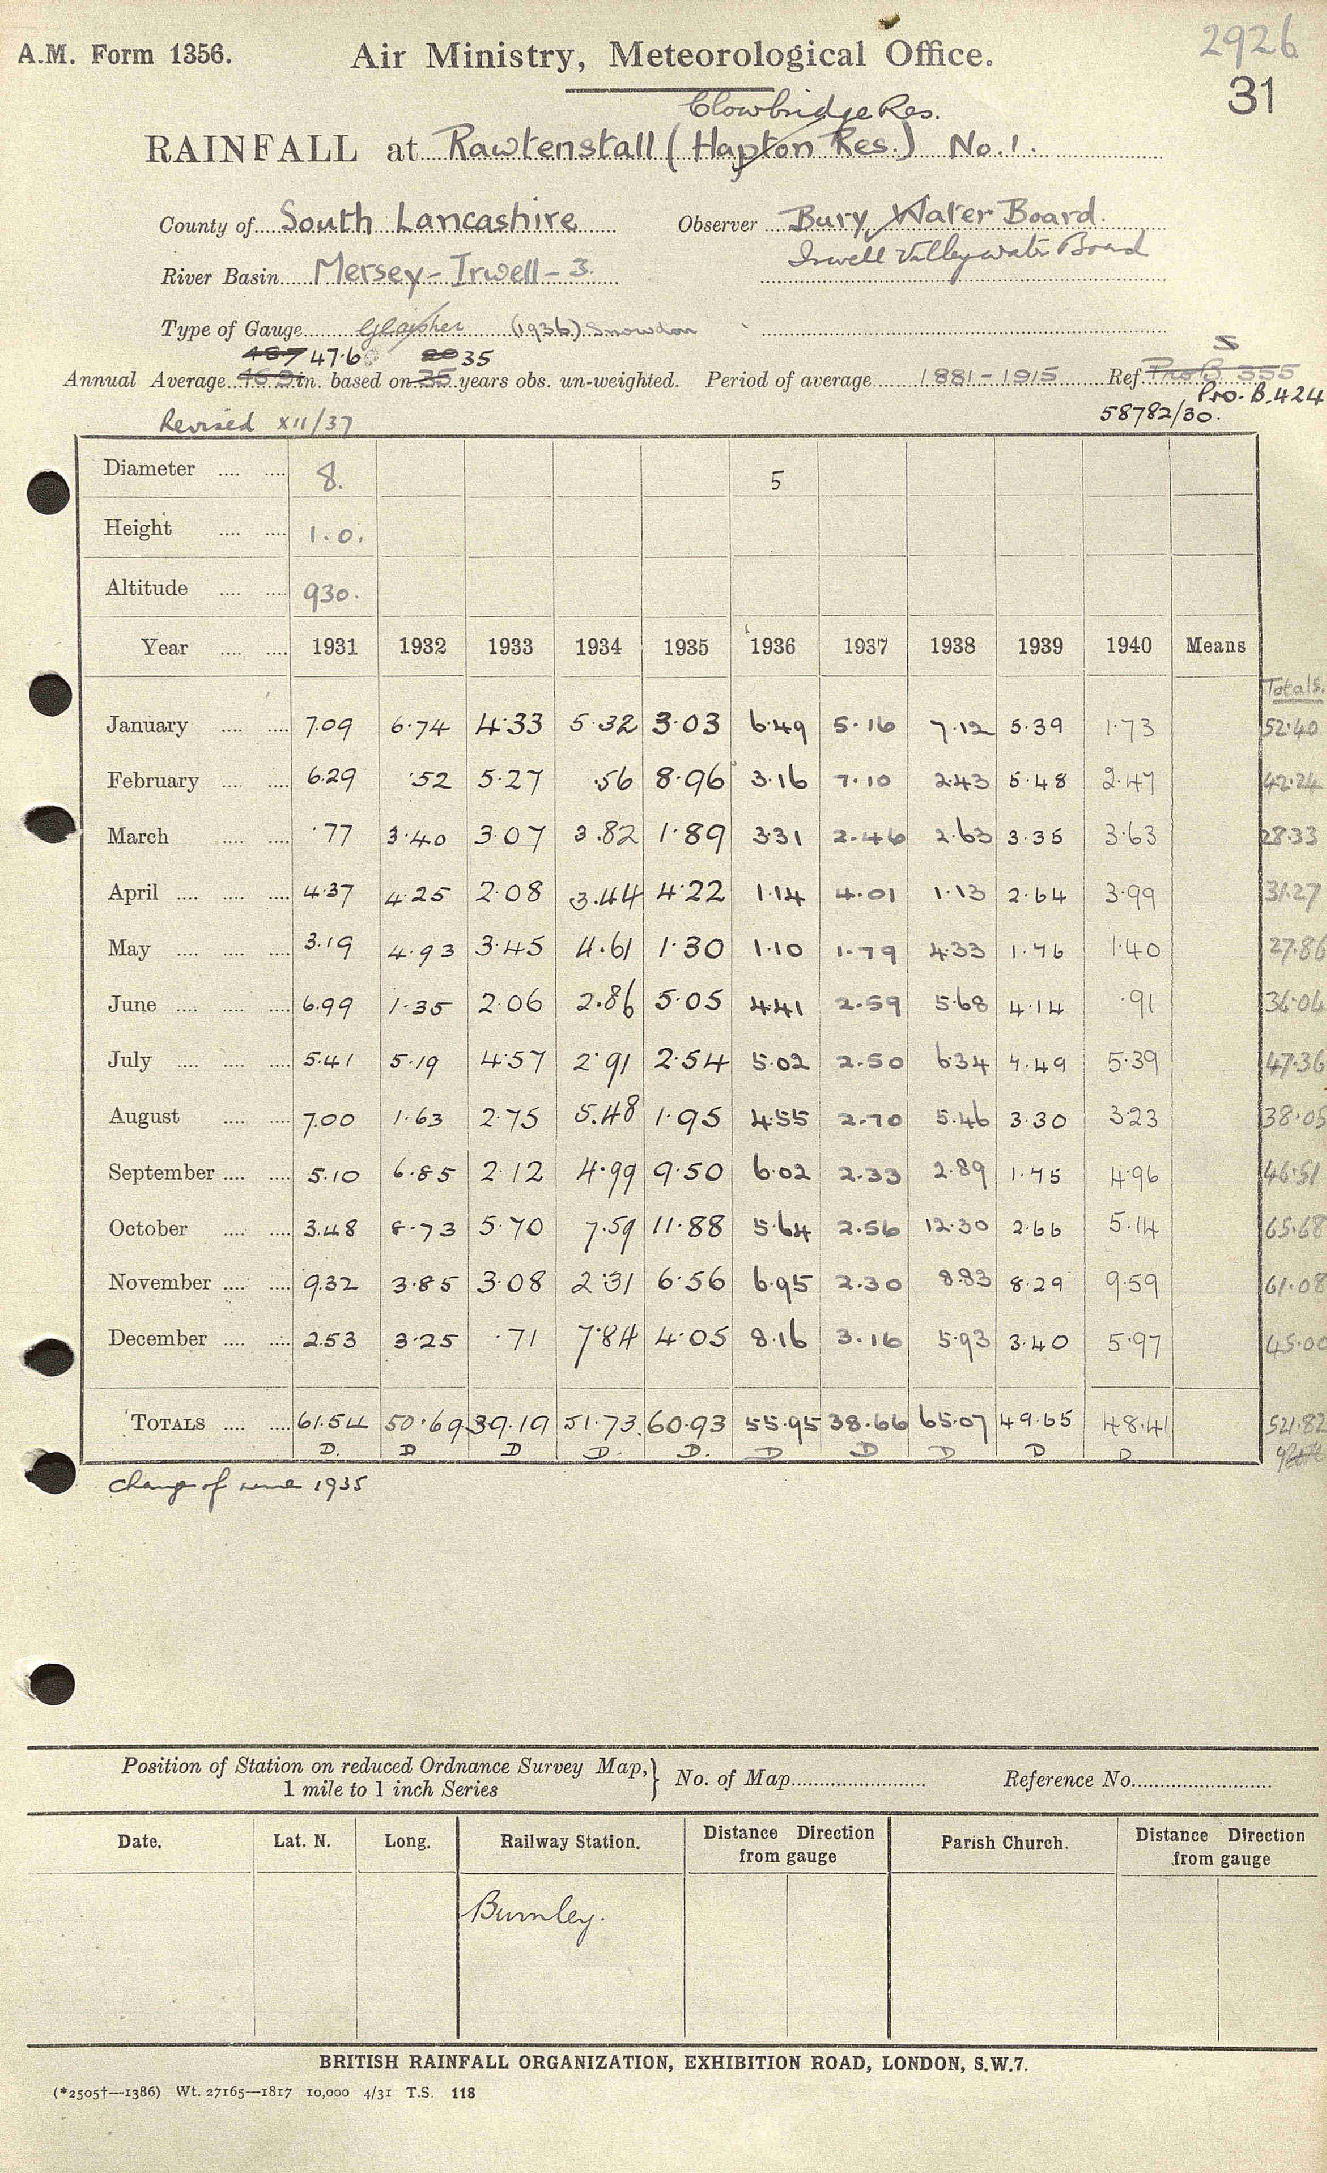 2926
A.M. Form 1356. Air Ministry, Meteorological Office.
31
Clowbridge Res.
RAINFALL at Rawtenstall (Hapton Res.) No. 1.
County of South Lancashire Observer Bury Water Board.
Irwell Valley water Board
River Basin Mersey-Irwell-3.
Type of Gauge Glaisher (1936) Snowdon
487 47.6 20 35 S
Annual Average 46.9 in. based on 35 years obs. un-weighted. Period of average 1881-1915 Ref. Pro B 355
Pro. B. 424
Revised XII/37 58782/30.
Diameter 8. 5
Height 1.0.
Altitude 930.
Year 1931 1932 1933 1934 1935 1936 1937 1938 1939 1940 Means
Totals.
January 7.09 6.74 4.33 5.32 3.03 6.49 5.16 7.12 5.39 1.73 52.40
February 6.29 .52 5.27 .56 8.96 3.16 7.10 2.43 5.48 2.47 42.24
March .77 3.40 3.07 3.82 1.89 3.31 2.46 2.63 3.35 3.63 28.33
April 4.37 4.25 2.08 3.44 4.22 1.14 4.01 1.13 2.64 3.99 31.27
May 3.19 4.93 3.45 4.61 1.30 1.10 1.79 4.33 1.76 1.40 27.86
June 6.99 1.35 2.06 2.86 5.05 4.41 2.59 5.68 4.14 .91 36.04
July 5.41 5.19 4.57 2.91 2.54 5.02 2.50 6.34 7.49 5.39 47.36
August 7.00 1.63 2.75 5.48 1.95 4.55 2.70 5.46 3.30 3.23 38.05
September 5.10 6.85 2.12 4.99 9.50 6.02 2.33 2.89 1.75 4.96 46.51
October 3.48 8.73 5.70 7.59 11.88 5.64 2.56 12.30 2.66 5.14 65.68
November 9.32 3.85 3.08 2.31 6.56 6.95 2.30 8.83 8.29 9.59 61.08
December 2.53 3.25 .71 7.84 4.05 8.16 3.16 5.93 3.40 5.97 45.00
TOTALS 61.54 50.69 39.19 51.73 60.93 55.95 38.66 65.07 49.65 48.41 521.82
D. D D D. D. D D D D D
Change of name 1935
Position of Station on reduced Ordnance Survey Map,} No. of Map Reference No.
1 mile to 1 inch Series
Date. Lat. N. Long. Railway Station. Distance Direction from gauge Parish Church. Distance Direction from gauge
Burnley.
BRITISH RAINFALL ORGANIZATION, EXHIBITION ROAD, LONDON, S.W.7.
(*2505†—1386) Wt. 27165—1817 10,000 4/31 T.S. 118